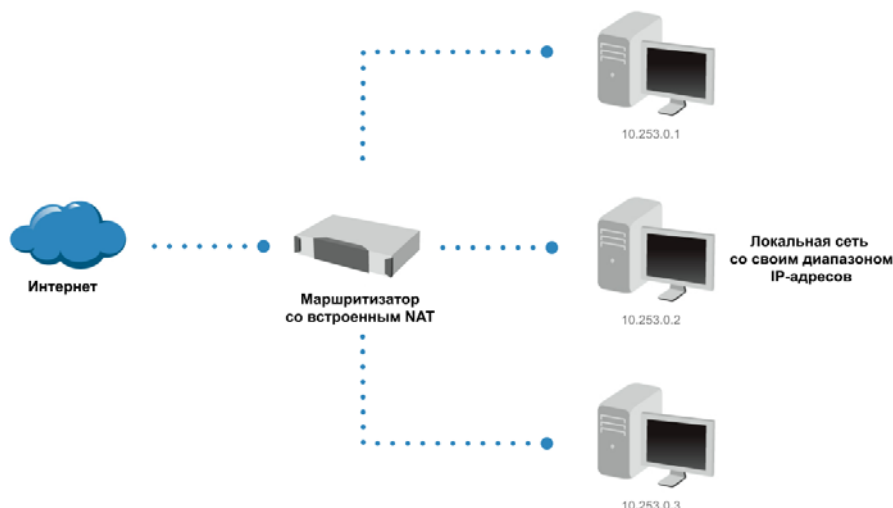 10.253.0.1
Интернет
Маршритизатор
со встроенным NAT
10.253.0.2
Локальная сеть
со своим диапазоном
IP-адресов
10.253.0.3